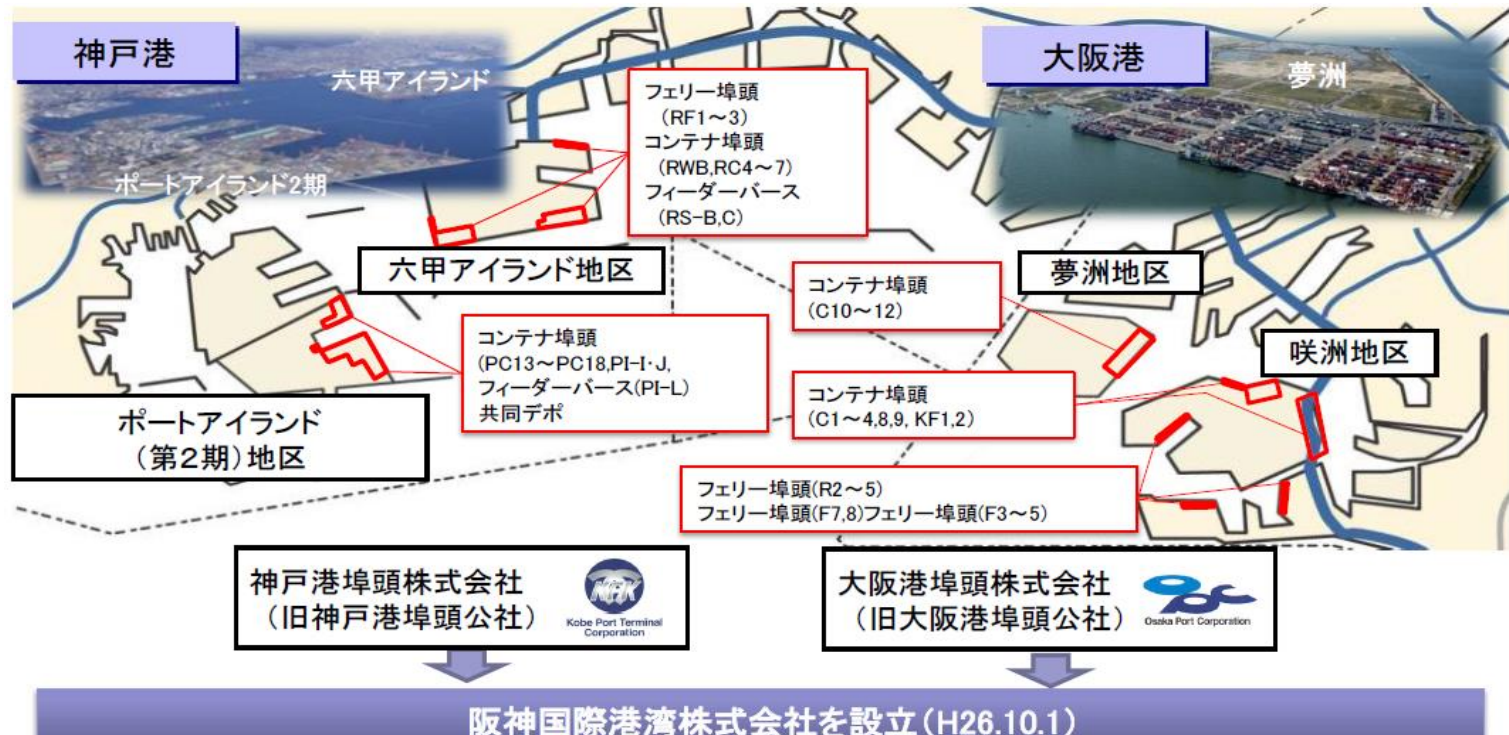 神戸港
六甲アイランド
ポートアイランド2期
大阪港
夢洲
フェリー埠頭
(RF1～3)
コンテナ埠頭
(RWB,RC4～7)
フィーダーバース
(RS-B,C)
六甲アイランド地区
コンテナ埠頭
(PC13～PC18,PI-I・J,
フィーダーバース(PI-L)
共同デポ
ポートアイランド
(第2期)地区
夢洲地区
コンテナ埠頭
(C10～12)
咲洲地区
コンテナ埠頭
(C1～4,8,9, KF1,2)
フェリー埠頭(R2～5)
フェリー埠頭(F7,8)フェリー埠頭(F3～5)
神戸港埠頭株式会社
(旧神戸港埠頭公社)
Kobe Port Terminal
Corporation
大阪港埠頭株式会社
(旧大阪港埠頭公社)
OPC
Osaka Port Corporation
阪神国際港湾株式会社を設立(H26.10.1)